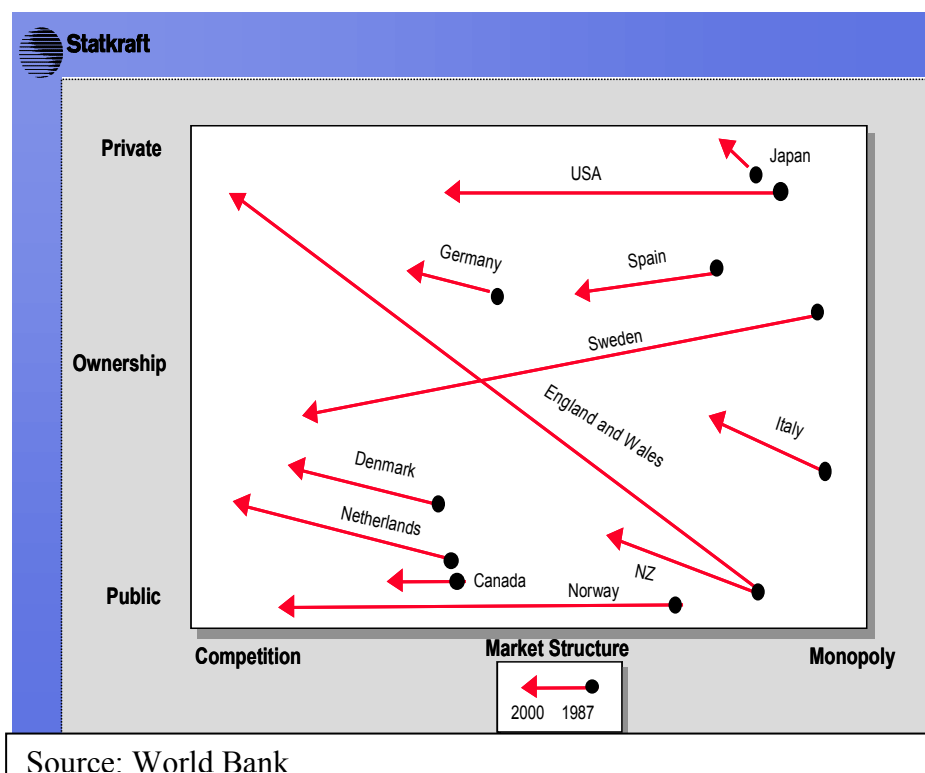 Statkraft
Private
Japan
USA
Germany
Spain
Sweden
Ownership
England and Wales
Italy
Denmark
Netherlands
NZ
Canada
Norway
Public
Competition
Market Structure
Monopoly
2000 1987
Source: World Bank